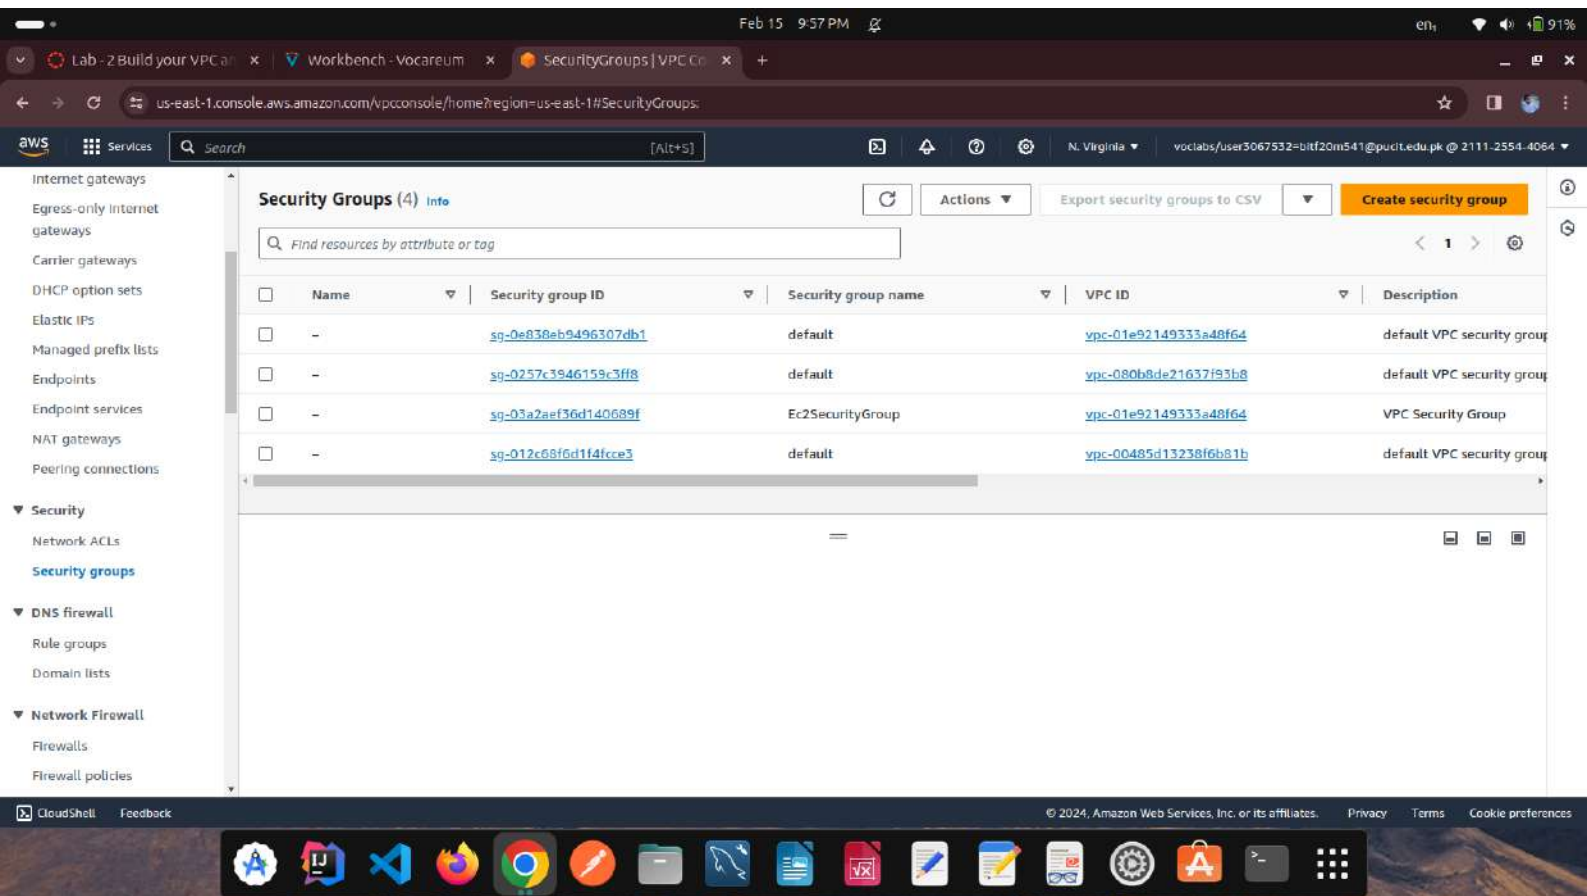 Feb 15 9:57 PM
en₁ 91%
Lab - 2 Build your VPC an
Workbench - Vocareum
SecurityGroups | VPC Co
us-east-1.console.aws.amazon.com/vpcconsole/home?region=us-east-1#SecurityGroups:
aws Services Search [Alt+S] N. Virginia voclabs/user3067532=bitf20m541@pucit.edu.pk @ 2111-2554-4064
Internet gateways
Egress-only internet
gateways
Carrier gateways
DHCP option sets
Elastic IPs
Managed prefix lists
Endpoints
Endpoint services
NAT gateways
Peering connections
Security
Network ACLs
Security groups
DNS firewall
Rule groups
Domain lists
Network Firewall
Firewalls
Firewall policies
Security Groups (4) Info
Actions
Export security groups to CSV
Create security group
Find resources by attribute or tag
1
Name Security group ID Security group name VPC ID Description
– sg-0e838eb9496307db1 default vpc-01e92149333a48f64 default VPC security group
– sg-0257c3946159c3ff8 default vpc-080b8de21637f93b8 default VPC security group
– sg-03a2aef36d140689f Ec2SecurityGroup vpc-01e92149333a48f64 VPC Security Group
– sg-012c68f6d1f4fcce3 default vpc-00485d13238f6b81b default VPC security group
CloudShell Feedback © 2024, Amazon Web Services, Inc. or its affiliates. Privacy Terms Cookie preferences